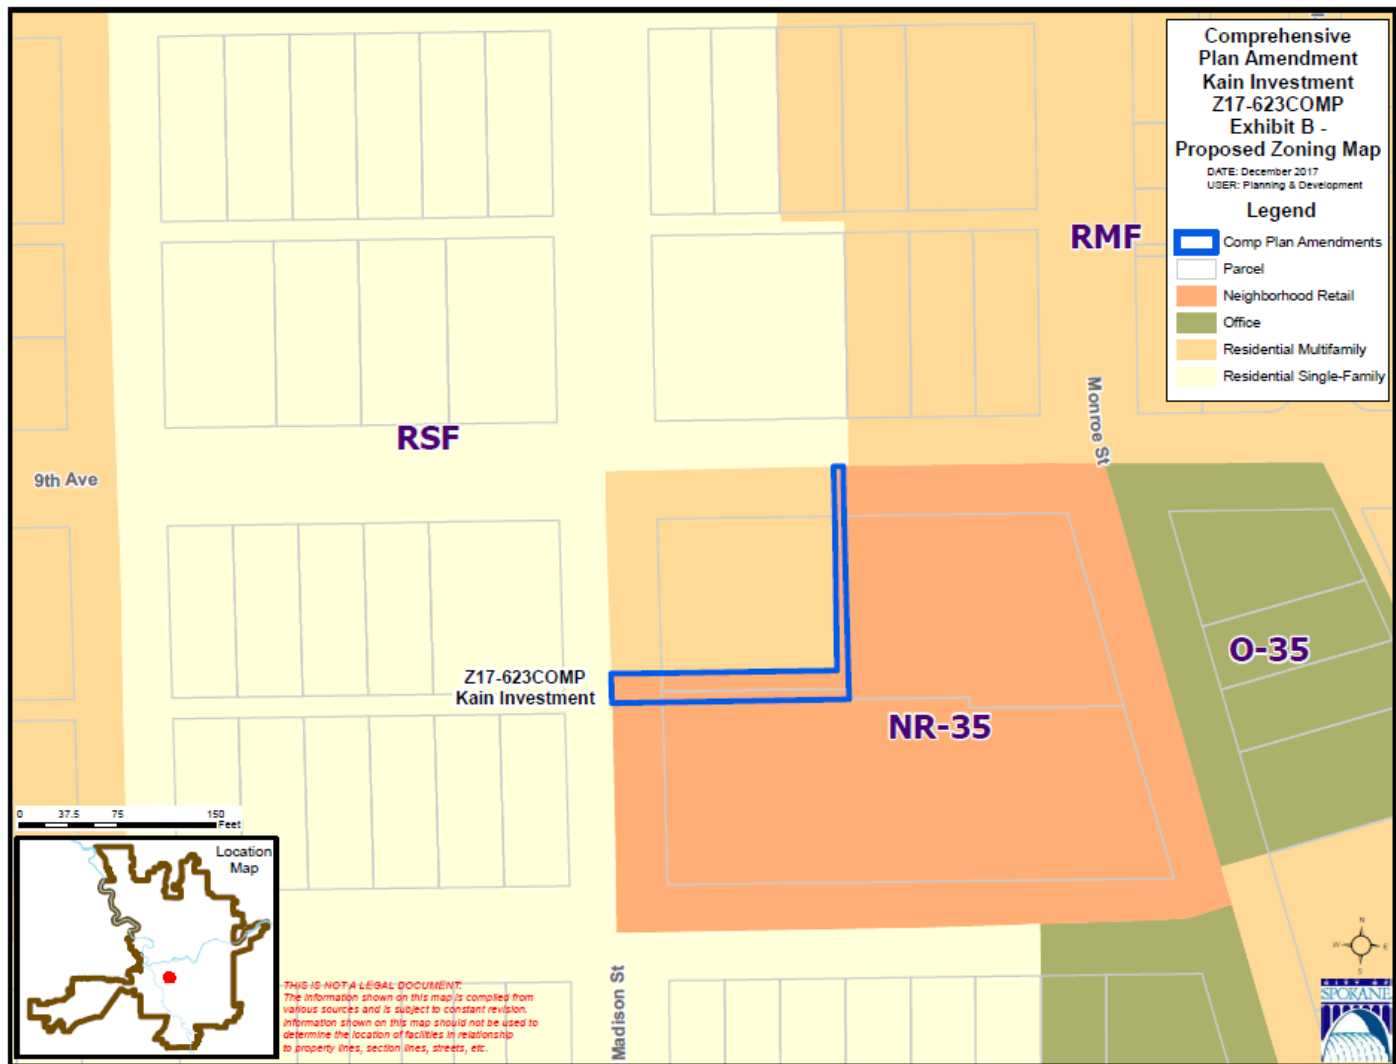 Comprehensive
Plan Amendment
Kain Investment
Z17-623COMP
Exhibit B -
Proposed Zoning Map
DATE: December 2017
USER: Planning & Development
Legend
Comp Plan Amendments
Parcel
Neighborhood Retail
Office
Residential Multifamily
Residential Single-Family
RMF
Monroe St
RSF
9th Ave
O-35
Z17-623COMP
Kain Investment
NR-35
0 37.5 75 150
Feet
Location
Map
THIS IS NOT A LEGAL DOCUMENT:
The information shown on this map is compiled from
various sources and is subject to constant revision.
Information shown on this map should not be used to
determine the location of facilities in relationship
to property lines, section lines, streets, etc.
Madison St
N
W E
S
CITY OF
SPOKANE